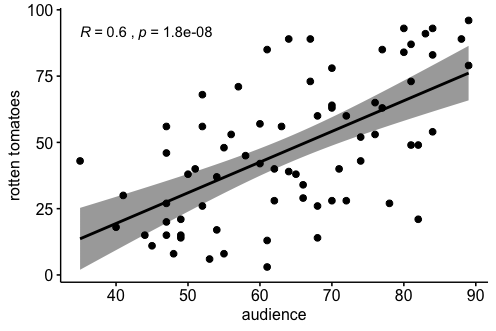 100
R = 0.6 , p = 1.8e-08
75
rotten tomatoes
50
25
0
40 50 60 70 80 90
audience